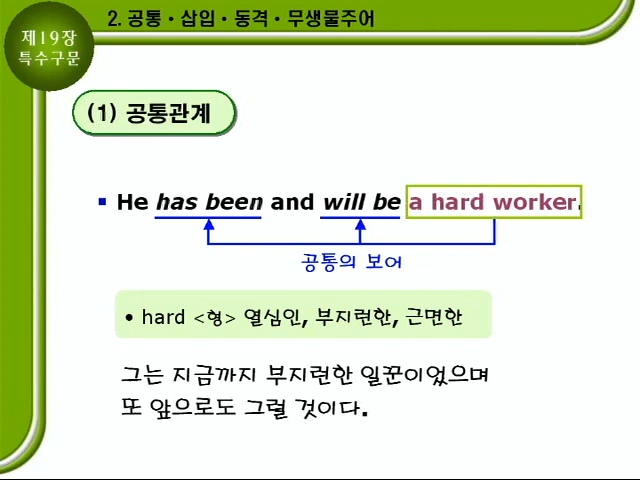 제19장
특수구문
2. 공통 • 삽입 • 동격 • 무생물주어
(1) 공통관계
▪ He has been and will be a hard worker.
공통의 보어
• hard <형> 열심인, 부지런한, 근면한
그는 지금까지 부지런한 일꾼이었으며
또 앞으로도 그럴 것이다.